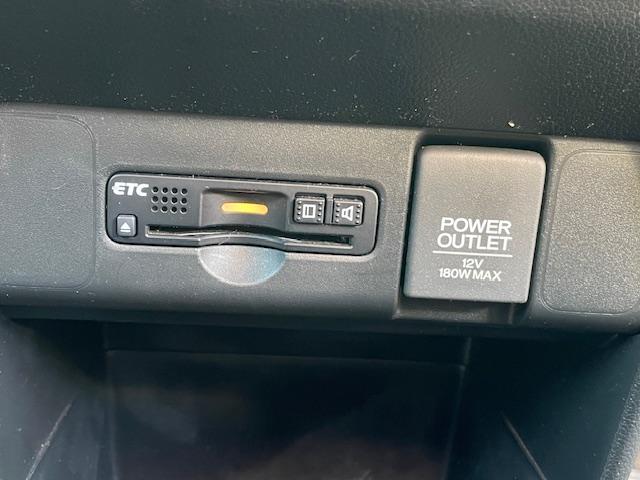 ETC
POWER
OUTLET
12V
180W MAX